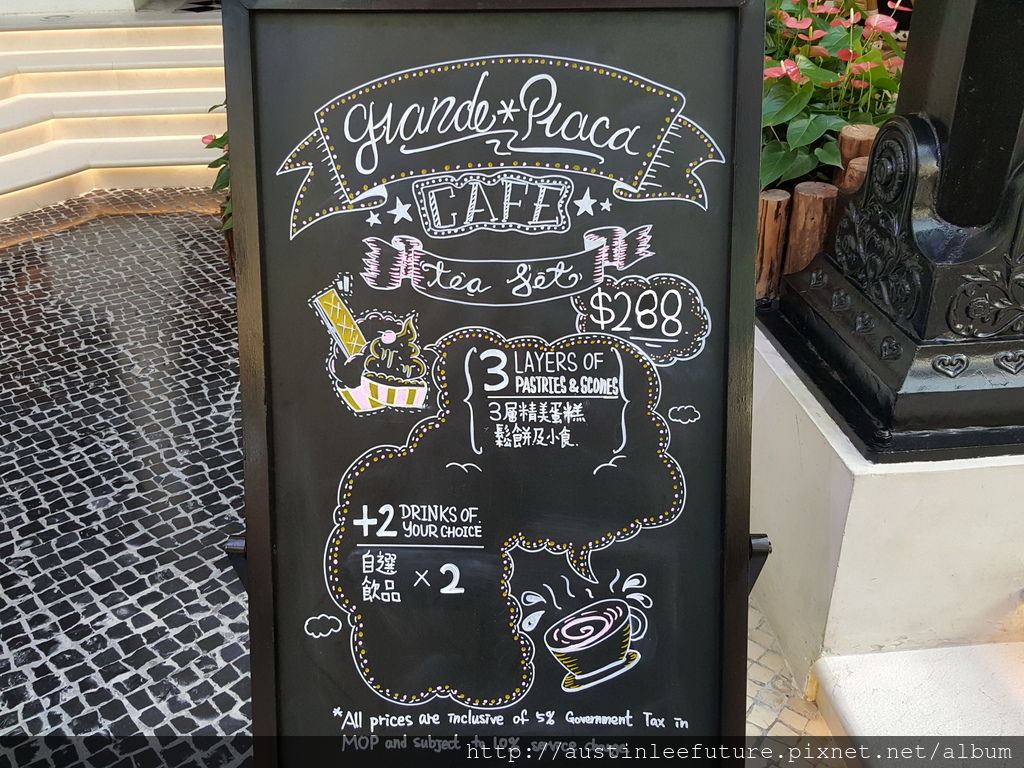 Grande * Praca
CAFE
tea set
$288
3 LAYERS OF
PASTRIES & SCONES
3層精美蛋糕
鬆餅及小食.
+2 DRINKS OF.
YOUR CHOICE
自選
飲品 × 2
*All prices are inclusive of 5% Government Tax in
MOP and subject to 10% service charge
http://austinleefuture.pixnet.net/album